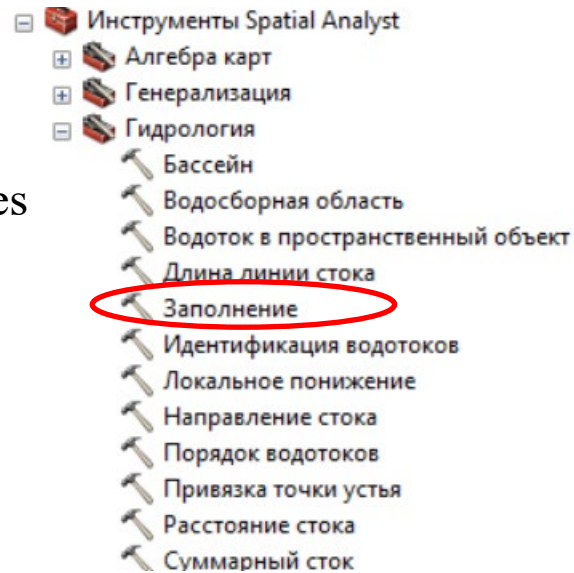 Инструменты Spatial Analyst
Алгебра карт
Генерализация
Гидрология
Бассейн
es
Водосборная область
Водоток в пространственный объект
Длина линии стока
Заполнение
Идентификация водотоков
Локальное понижение
Направление стока
Порядок водотоков
Привязка точки устья
Расстояние стока
Суммарный сток